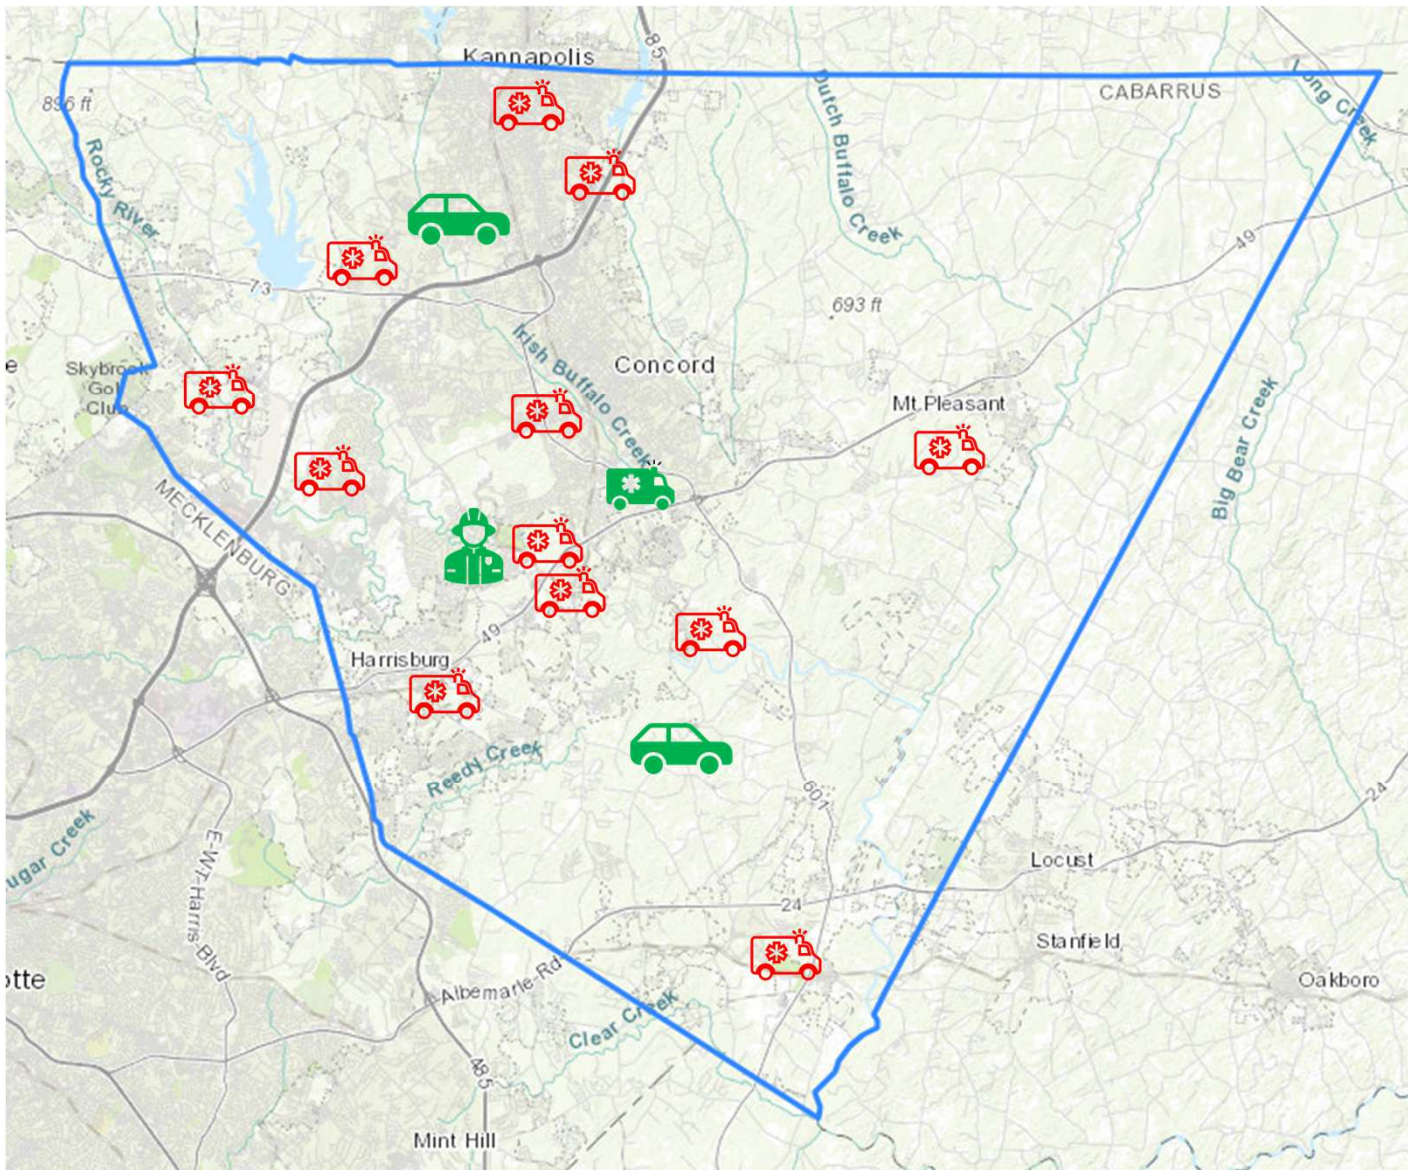 Kannapolis
85
CABARRUS
Long Creek
896 ft
Dutch Buffalo Creek
Rocky River
49
73
693 ft
Irish Buffalo Creek
Concord
e
Skybrook
Golf
Club
Mt Pleasant
Big Bear Creek
MECKLENBURG
49
Harrisburg
Reedy Creek
601
24
ugar Creek
E-W-T-Harris-Blvd
Locust
24
Stanfield
otte
Albemarle-Rd
Oakboro
Clear Creek
485
Mint Hill